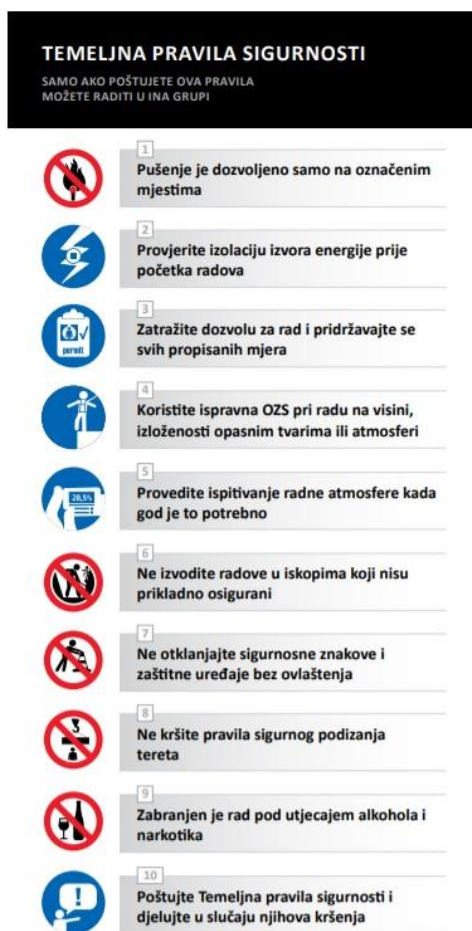 TEMELJNA PRAVILA SIGURNOSTI
SAMO AKO POŠTUJETE OVA PRAVILA
MOŽETE RADITI U INA GRUPI
1
Pušenje je dozvoljeno samo na označenim
mjestima
2
Provjerite izolaciju izvora energije prije
početka radova
3
Zatražite dozvolu za rad i pridržavajte se
svih propisanih mjera
permit
4
Koristite ispravna OZS pri radu na visini,
izloženosti opasnim tvarima ili atmosferi
5
Provedite ispitivanje radne atmosfere kada
god je to potrebno
20,5%
6
Ne izvodite radove u iskopima koji nisu
prikladno osigurani
7
Ne otklanjajte sigurnosne znakove i
zaštitne uređaje bez ovlaštenja
8
Ne kršite pravila sigurnog podizanja
tereta
9
Zabranjen je rad pod utjecajem alkohola i
narkotika
10
Poštujte Temeljna pravila sigurnosti i
djelujte u slučaju njihova kršenja
!